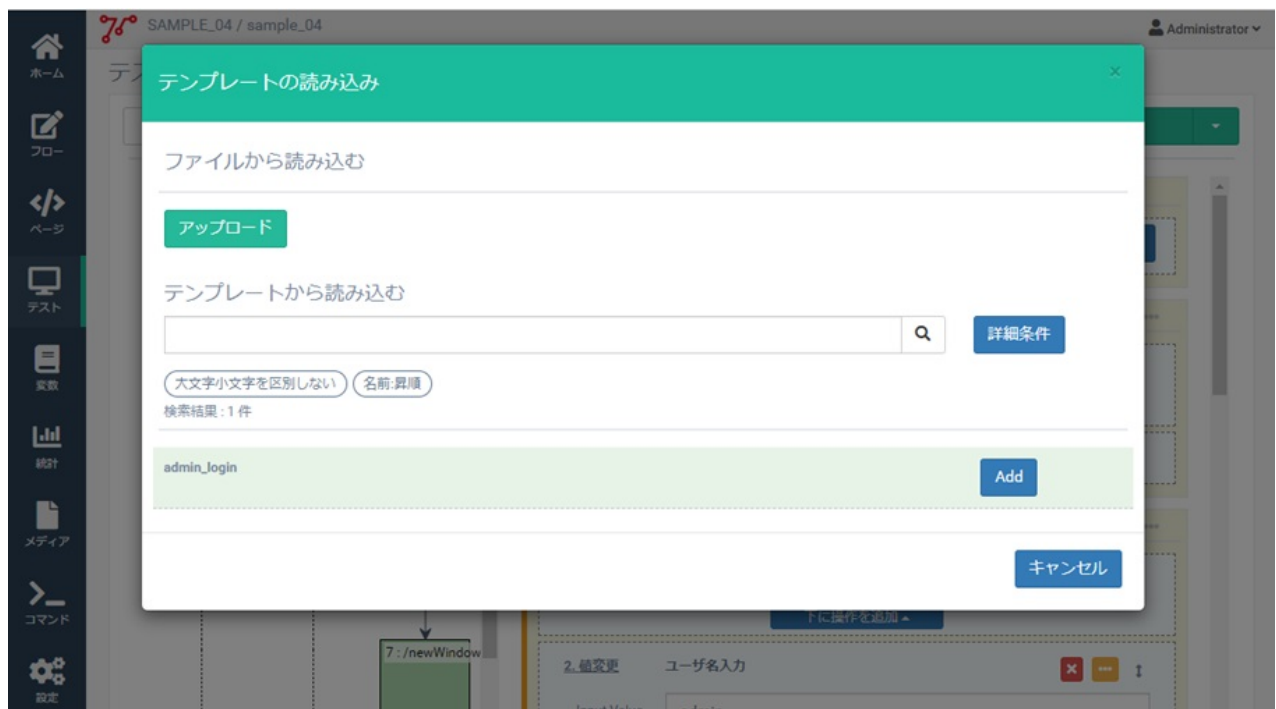 SAMPLE_04 / sample_04
Administrator
ホーム
フロー
ページ
テスト
変数
統計
メディア
コマンド
設定
テンプレートの読み込み
×
ファイルから読み込む
アップロード
テンプレートから読み込む
詳細条件
大文字小文字を区別しない 名前:昇順
検索結果 : 1 件
admin_login
Add
キャンセル
下に操作を追加
7 : /newWindow
2. 値変更 ユーザ名入力